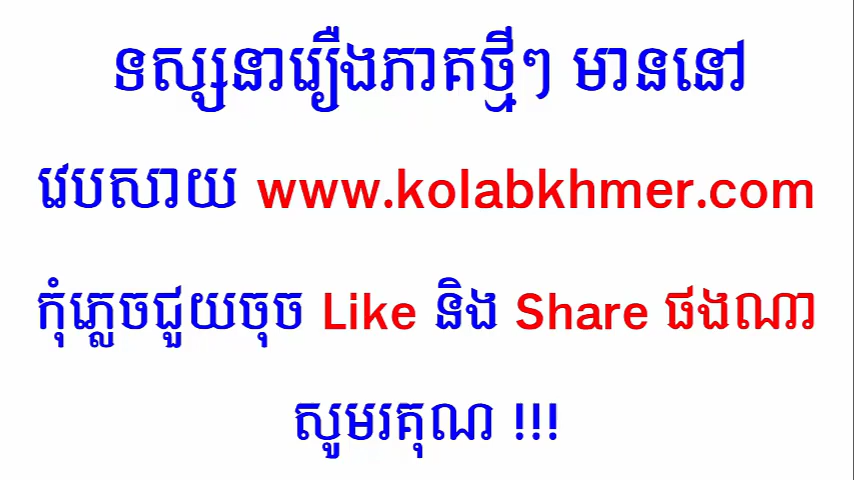 ទស្សនារឿងភាគថ្មីៗ មាននៅ
វេបសាយ www.kolabkhmer.com
កុំភ្លេចជួយចុច Like និង Share ផងណា
សូមរគុណ !!!